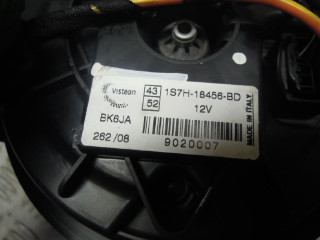 Visteon 43 1S7H-18456-BD
52 12V
BK6JA
262/08 9020007
MADE IN ITALY